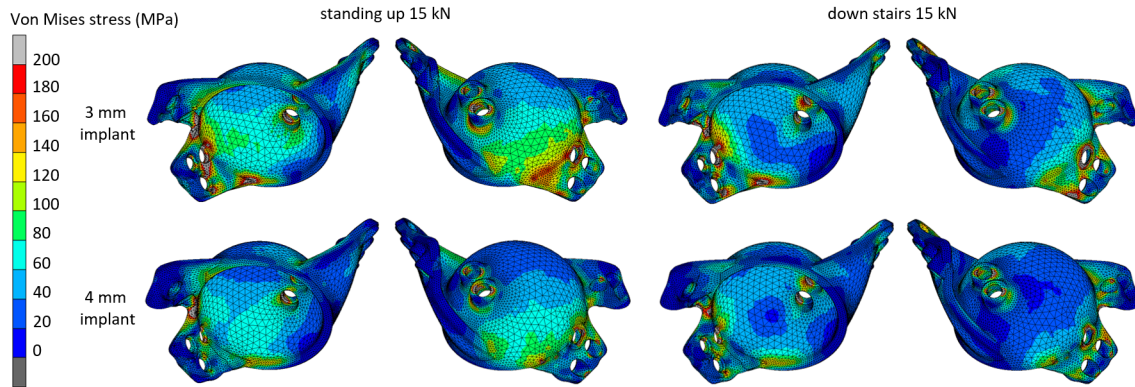 Von Mises stress (MPa)
standing up 15 kN
down stairs 15 kN
200
180
160
140
120
100
80
60
40
20
0
3 mm
implant
4 mm
implant